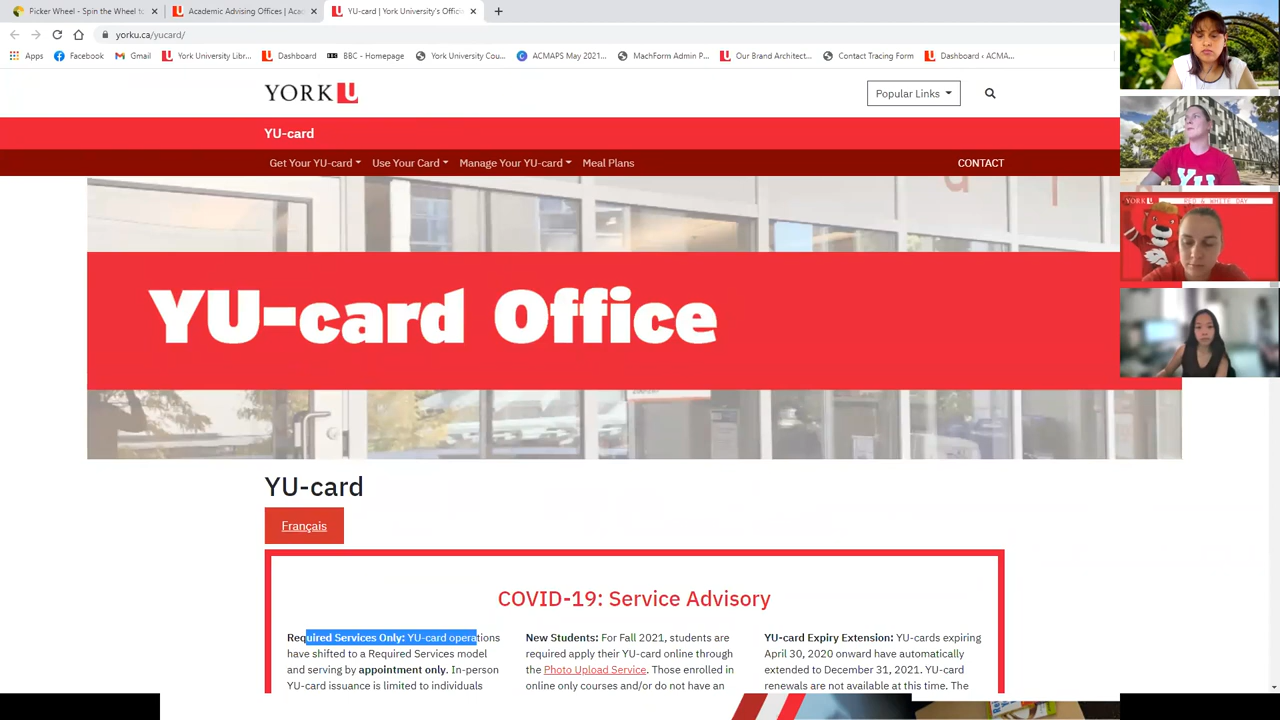 Picker Wheel - Spin the Wheel to
Academic Advising Offices | Acad
YU-card | York University's Offici
yorku.ca/yucard/
Apps
Facebook
Gmail
York University Libr...
Dashboard
BBC - Homepage
York University Cou...
ACMAPS May 2021...
MachForm Admin P...
Our Brand Architect...
Contact Tracing Form
Dashboard ‹ ACMA...
YORK U
Popular Links
YU-card
Get Your YU-card
Use Your Card
Manage Your YU-card
Meal Plans
CONTACT
YU-card Office
YU-card
Français
COVID-19: Service Advisory
Required Services Only: YU-card operations
have shifted to a Required Services model
and serving by appointment only. In-person
YU-card issuance is limited to individuals
New Students: For Fall 2021, students are
required apply their YU-card online through
the Photo Upload Service. Those enrolled in
online only courses and/or do not have an
YU-card Expiry Extension: YU-cards expiring
April 30, 2020 onward have automatically
extended to December 31, 2021. YU-card
renewals are not available at this time. The
YU
YORK U
RED & WHITE DAY